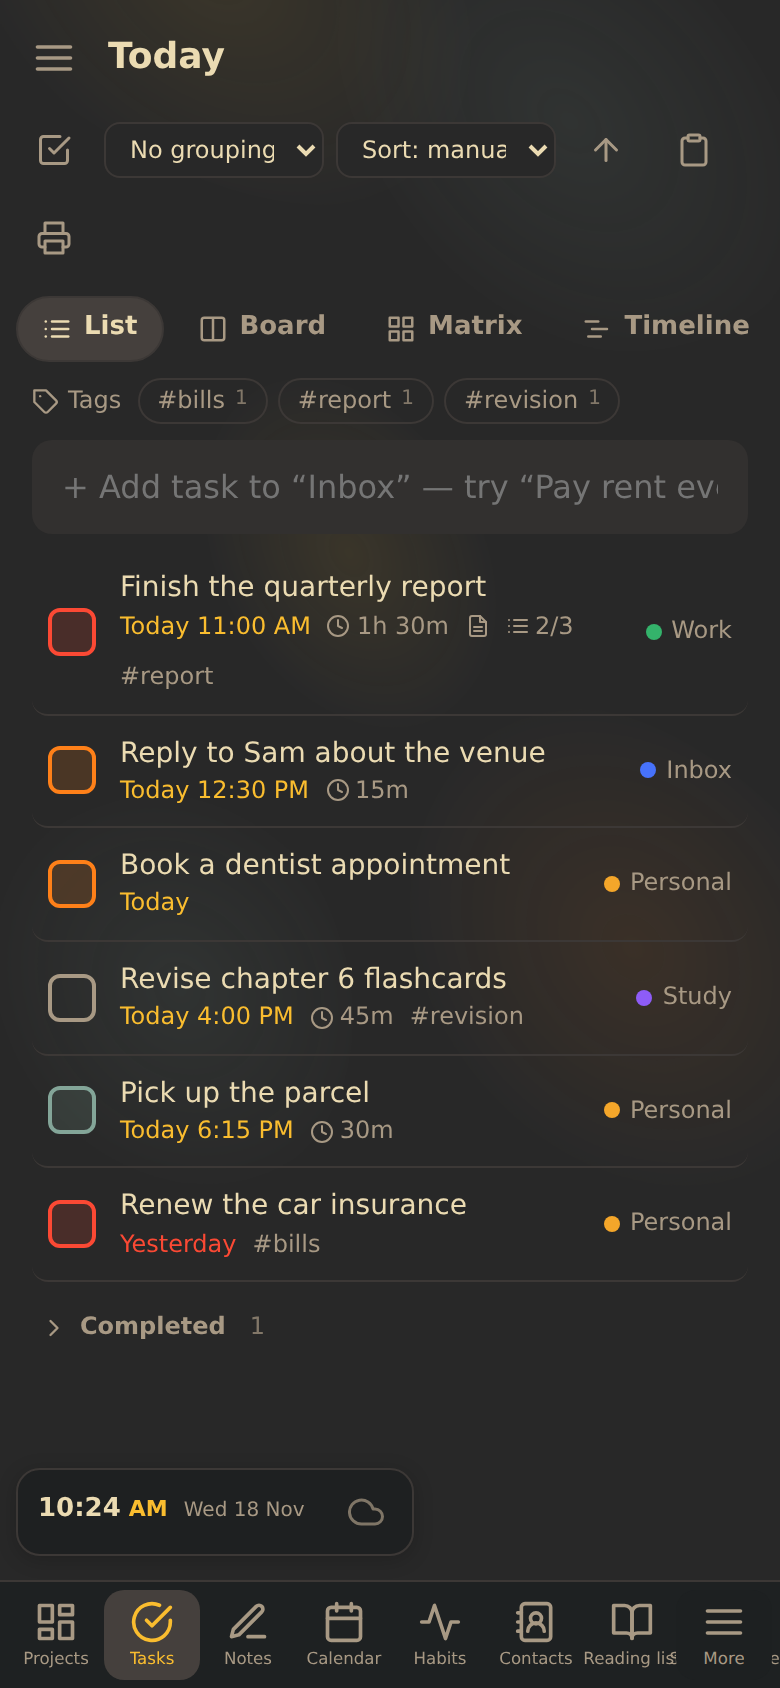 Today
No grouping
Sort: manua
List Board Matrix Timeline
Tags #bills 1 #report 1 #revision 1
+ Add task to “Inbox” — try “Pay rent eve
Finish the quarterly report
Today 11:00 AM 1h 30m 2/3
Work
#report
Reply to Sam about the venue
Today 12:30 PM 15m
Inbox
Book a dentist appointment
Today
Personal
Revise chapter 6 flashcards
Today 4:00 PM 45m #revision
Study
Pick up the parcel
Today 6:15 PM 30m
Personal
Renew the car insurance
Yesterday #bills
Personal
Completed 1
10:24 AM Wed 18 Nov
Projects Tasks Notes Calendar Habits Contacts Reading lis More